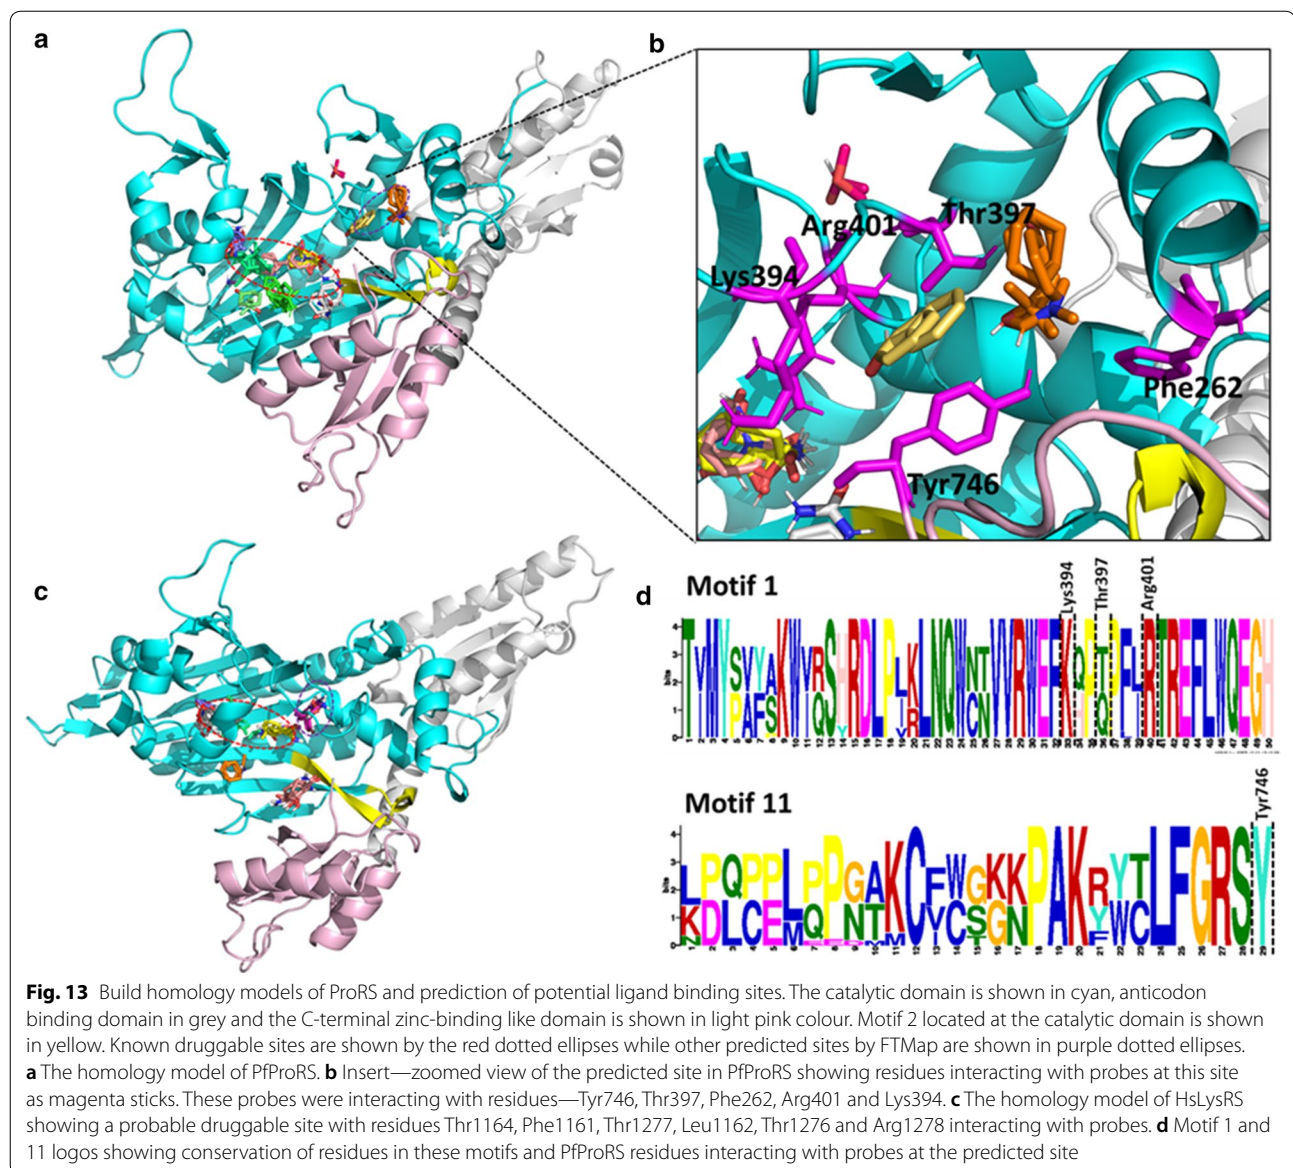 a
b
Arg401
Thr397
Lys394
Phe262
Tyr746
c
d
Motif 1
Lys394
Thr397
Arg401
Motif 11
Tyr746
Fig. 13 Build homology models of ProRS and prediction of potential ligand binding sites. The catalytic domain is shown in cyan, anticodon
binding domain in grey and the C-terminal zinc-binding like domain is shown in light pink colour. Motif 2 located at the catalytic domain is shown
in yellow. Known druggable sites are shown by the red dotted ellipses while other predicted sites by FTMap are shown in purple dotted ellipses.
a The homology model of PfProRS. b Insert—zoomed view of the predicted site in PfProRS showing residues interacting with probes at this site
as magenta sticks. These probes were interacting with residues—Tyr746, Thr397, Phe262, Arg401 and Lys394. c The homology model of HsLysRS
showing a probable druggable site with residues Thr1164, Phe1161, Thr1277, Leu1162, Thr1276 and Arg1278 interacting with probes. d Motif 1 and
11 logos showing conservation of residues in these motifs and PfProRS residues interacting with probes at the predicted site